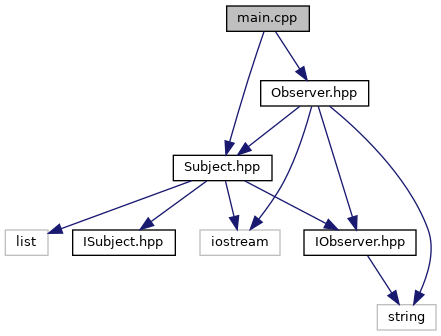 main.cpp
Observer.hpp
Subject.hpp
list
ISubject.hpp
iostream
IObserver.hpp
string